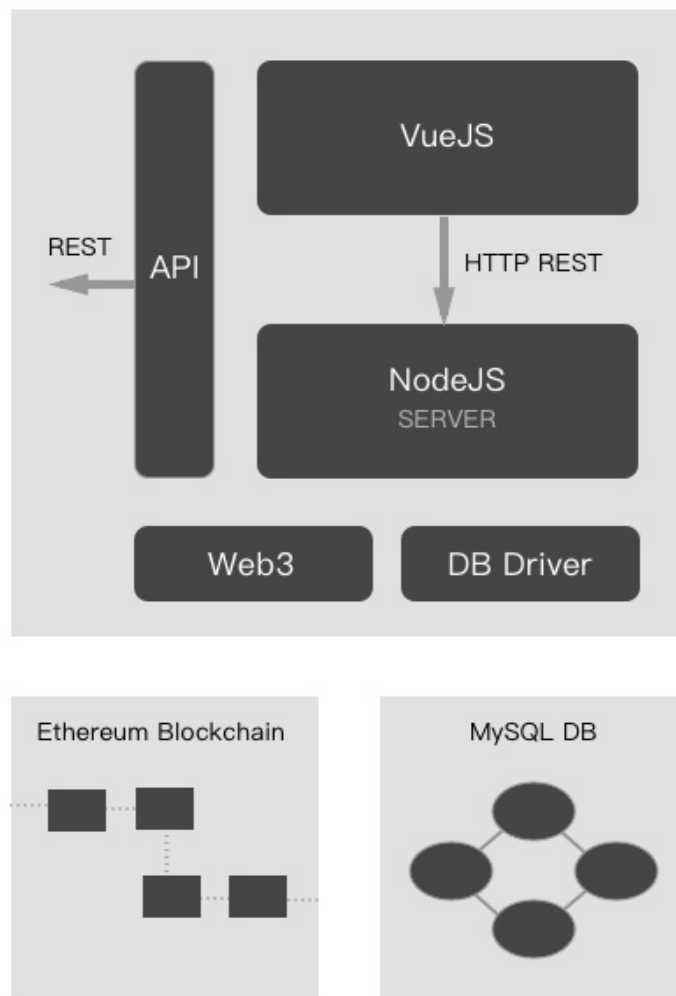 VueJS
REST
API
HTTP REST
NodeJS
SERVER
Web3
DB Driver
Ethereum Blockchain
MySQL DB